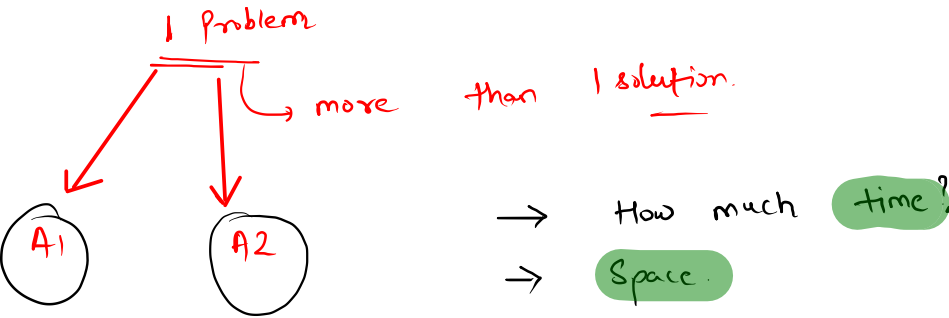 1 Problem
more than 1 solution.
A1 A2
→ How much time?
→ Space.